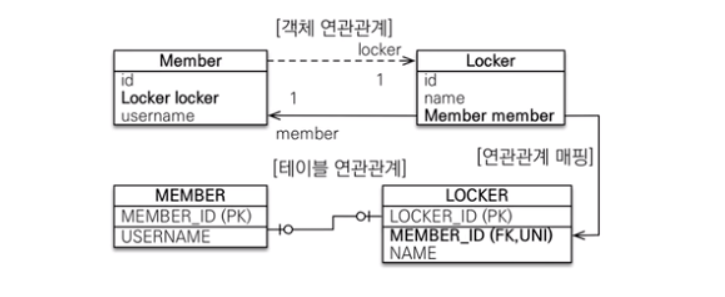 [객체 연관관계]
locker
Member
Locker
id
Locker locker
username
1
1
member
id
name
Member member
[연관관계 매핑]
[테이블 연관관계]
MEMBER
MEMBER_ID (PK)
USERNAME
LOCKER
LOCKER_ID (PK)
MEMBER_ID (FK,UNI)
NAME